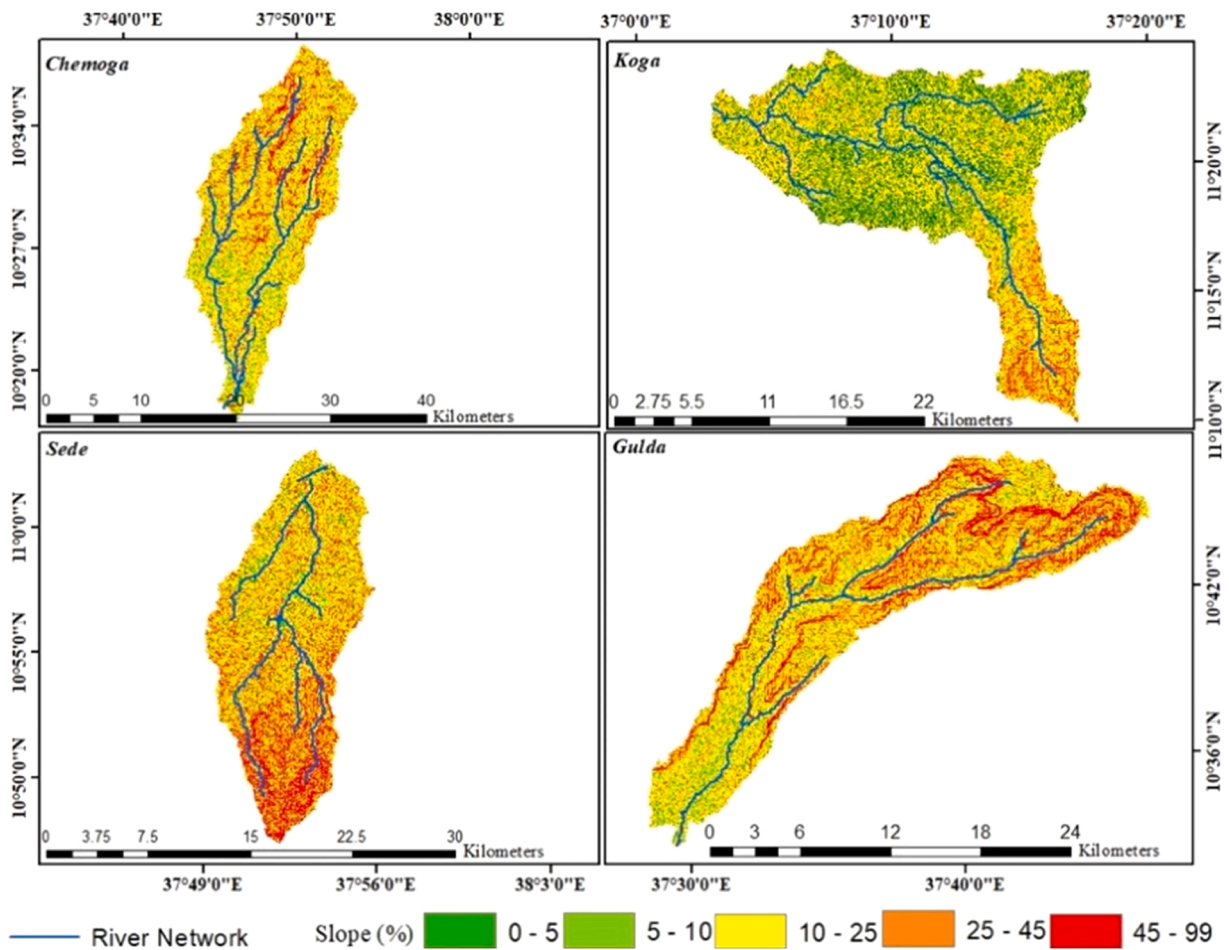 37°40'0"E 37°50'0"E 38°0'0"E 37°0'0"E 37°10'0"E 37°20'0"E
Chemoga
Koga
10°34'0"N
10°27'0"N
10°20'0"N
11°20'0"N
11°15'0"N
11°10'0"N
0 5 10 20 30 40
Kilometers
0 2.75 5.5 11 16.5 22
Kilometers
Sede
Gulda
11°0'0"N
10°55'0"N
10°50'0"N
10°42'0"N
10°36'0"N
0 3.75 7.5 15 22.5 30
Kilometers
0 3 6 12 18 24
Kilometers
37°49'0"E 37°56'0"E 38°3'0"E 37°30'0"E 37°40'0"E
River Network Slope (%) 0 - 5 5 - 10 10 - 25 25 - 45 45 - 99